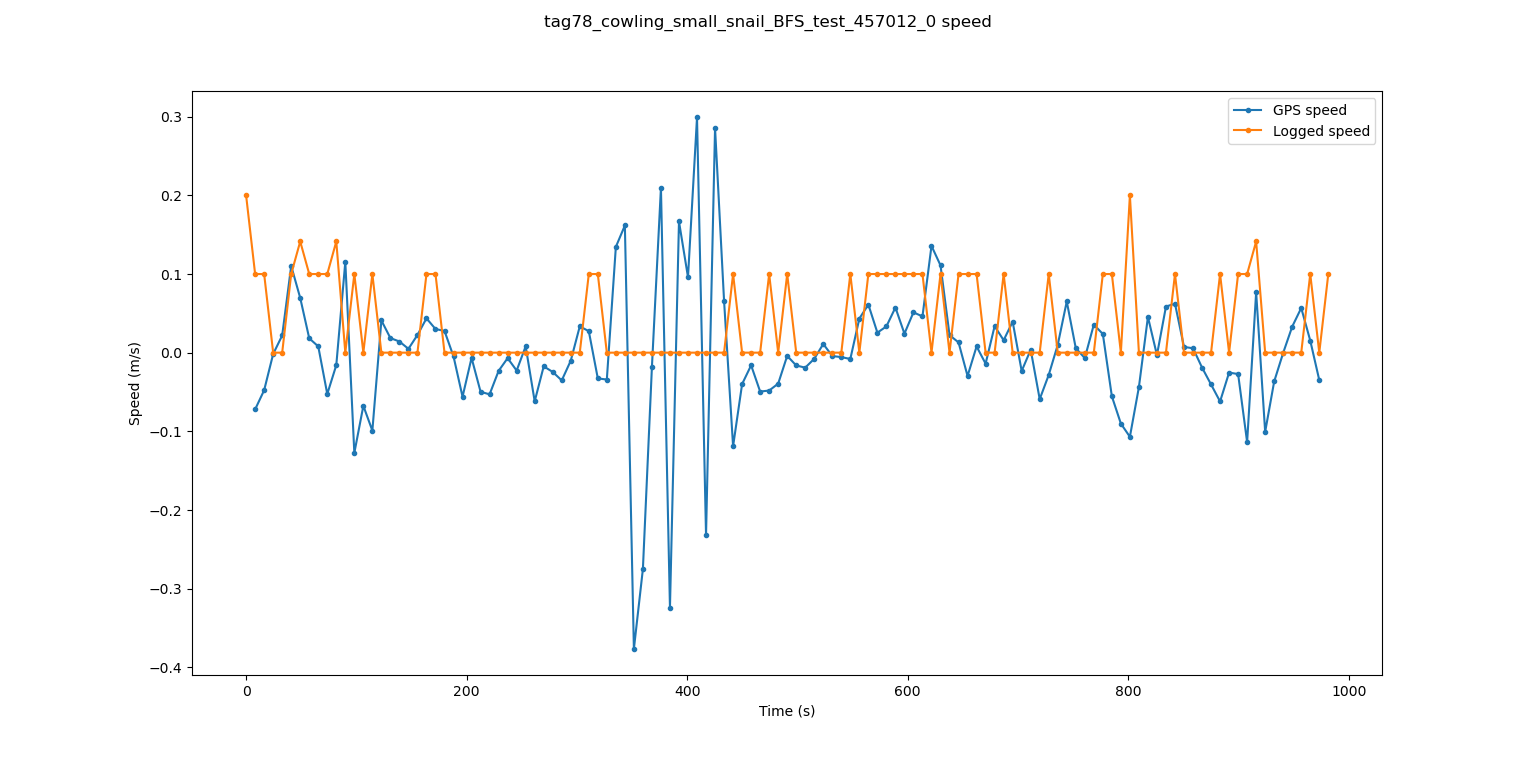 tag78_cowling_small_snail_BFS_test_457012_0 speed
GPS speed
Logged speed
0.3
0.2
0.1
0.0
−0.1
−0.2
−0.3
−0.4
Speed (m/s)
0 200 400 600 800 1000
Time (s)